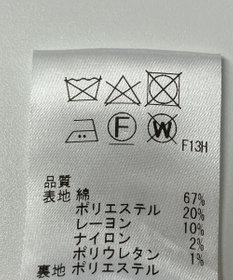 F W F13H
品質
表地 綿 67%
ポリエステル 20%
レーヨン 10%
ナイロン 2%
ポリウレタン 1%
裏地 ポリエステル